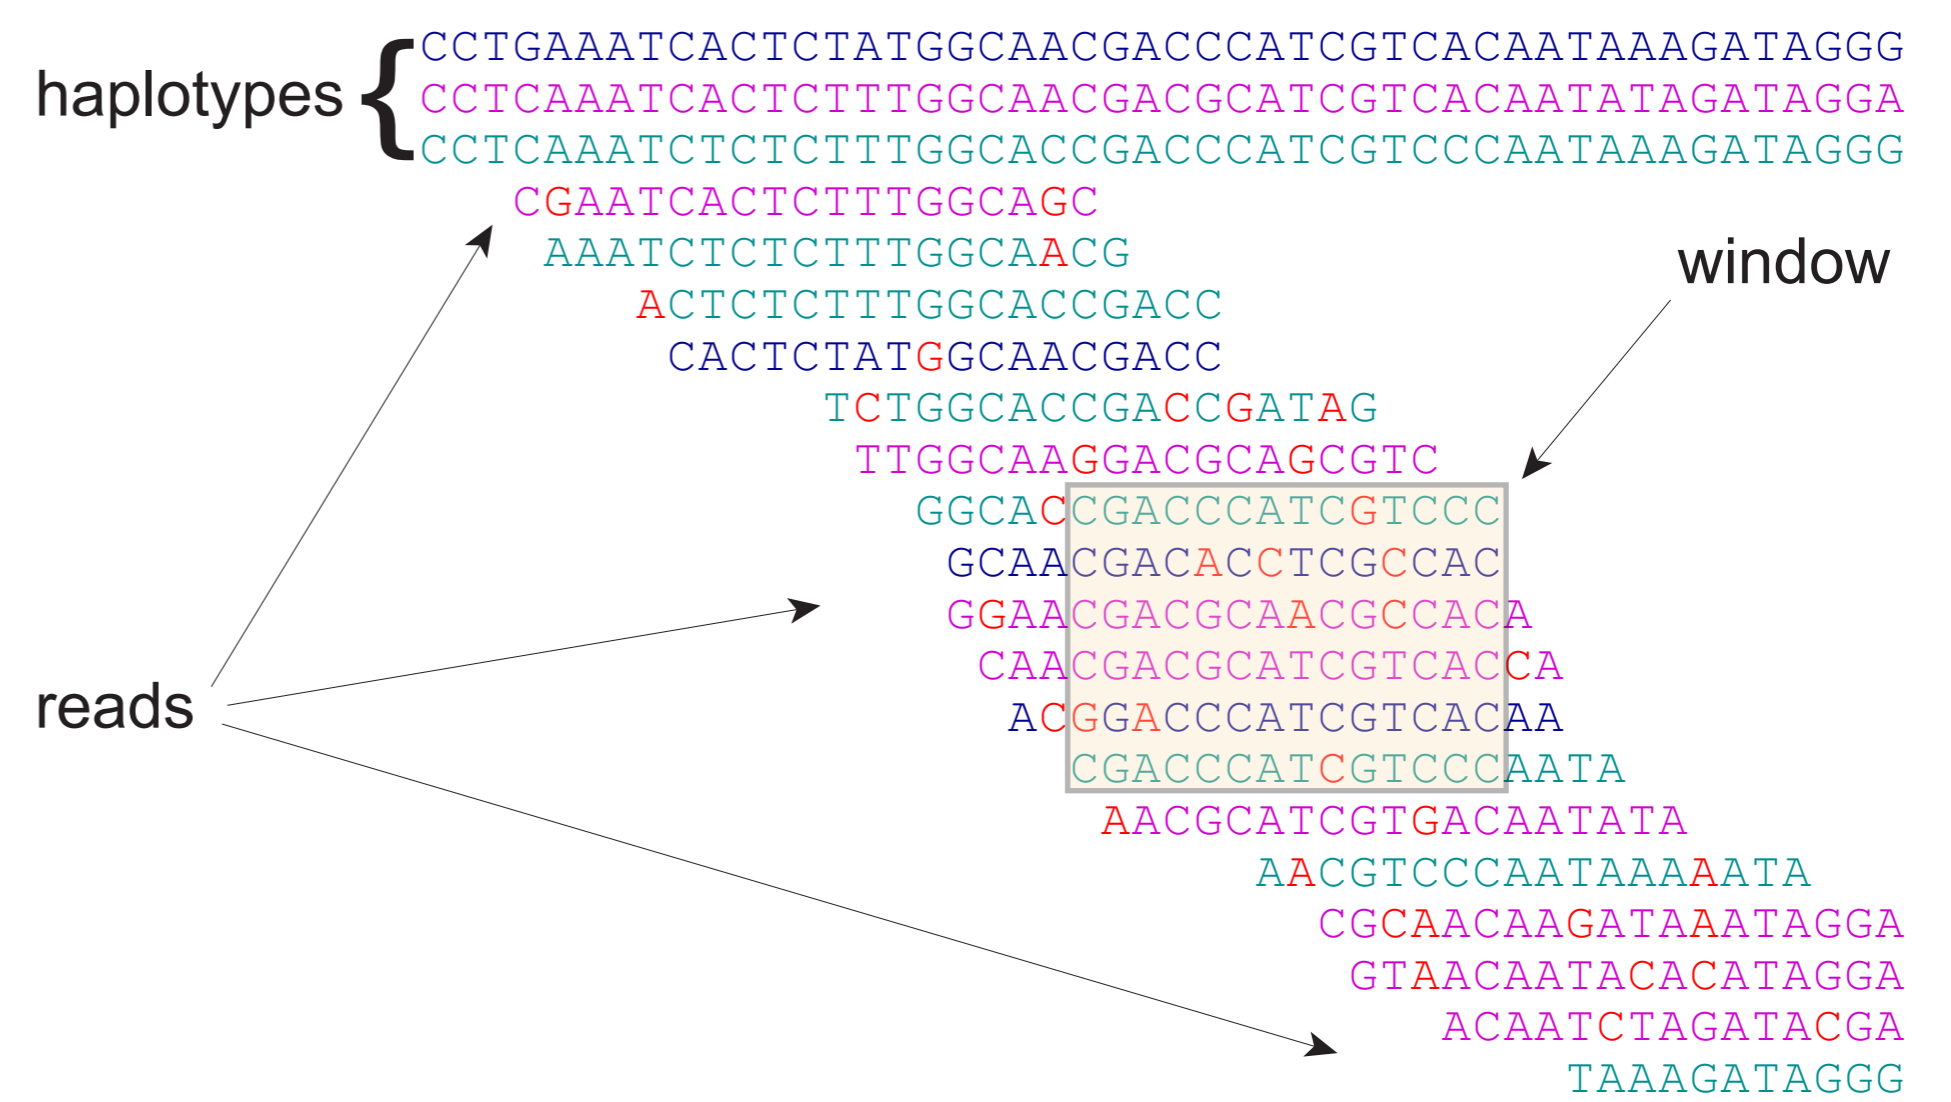 haplotypes
{
CCTGAAATCACTCTATGGCAACGACCCATCGTCACAATAAAGATAGGG
CCTCAAATCACTCTTTGGCAACGACGCATCGTCACAATATAGATAGGA
CCTCAAATCTCTCTTTGGCACCGACCCATCGTCCCAATAAAGATAGGG
CGAATCACTCTTTGGCAGC
AAATCTCTCTTTGGCAACG
window
ACTCTCTTTGGCACCGACC
CACTCTATGGCAACGACC
TCTGGCACCGACCGATAG
TTGGCAAGGACGCAGCGTC
GGCACCGACCCATCGTCCC
GCAACGACACCTCGCCAC
GGAACGACGCAACGCCACA
CAACGACGCATCGTCACCA
reads
ACGGACCCATCGTCACAA
CGACCCATCGTCCCAATA
AACGCATCGTGACAATATA
AACGTCCCAATAAAAATA
CGCAACAAGATAAATAGGA
GTAACAATACACATAGGA
ACAATCTAGATACGA
TAAAGATAGGG